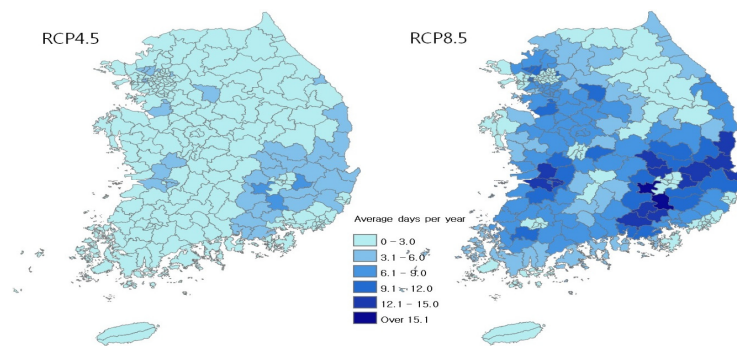 RCP4.5
RCP8.5
Average days per year
0 – 3.0
3.1 – 6.0
6.1 – 9.0
9.1 – 12.0
12.1 – 15.0
Over 15.1